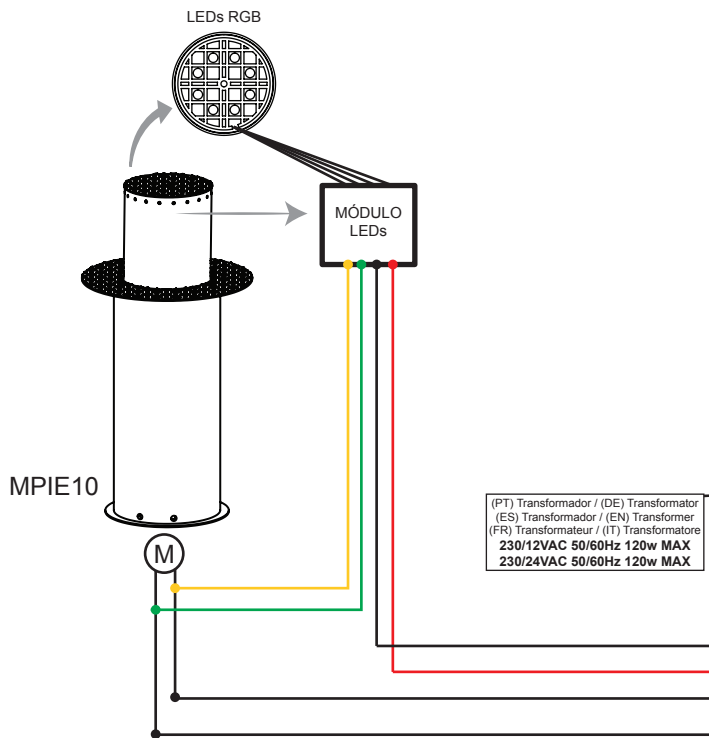 LEDs RGB
MÓDULO
LEDs
MPIE10
M
(PT) Transformador / (DE) Transformator
(ES) Transformador / (EN) Transformer
(FR) Transformateur / (IT) Transformatore
230/12VAC 50/60Hz 120w MAX
230/24VAC 50/60Hz 120w MAX